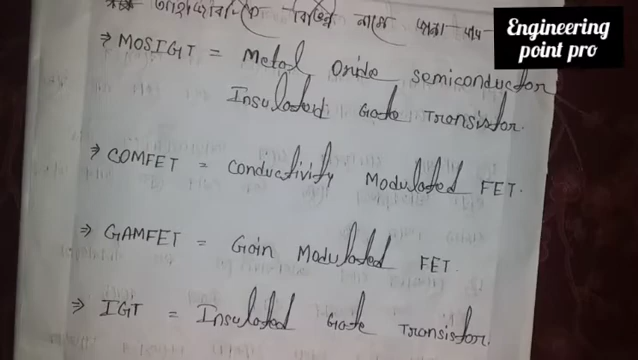 বিভিন্ন নামে
Engineering
point pro
⇒ MOSIGT = Metal Oxide semiconductor
Insulated Gate Transistor.
⇒ COMFET = Conductivity Modulated FET.
⇒ GAMFET = Gain Modulated FET.
⇒ IGT = Insulated Gate Transistor.